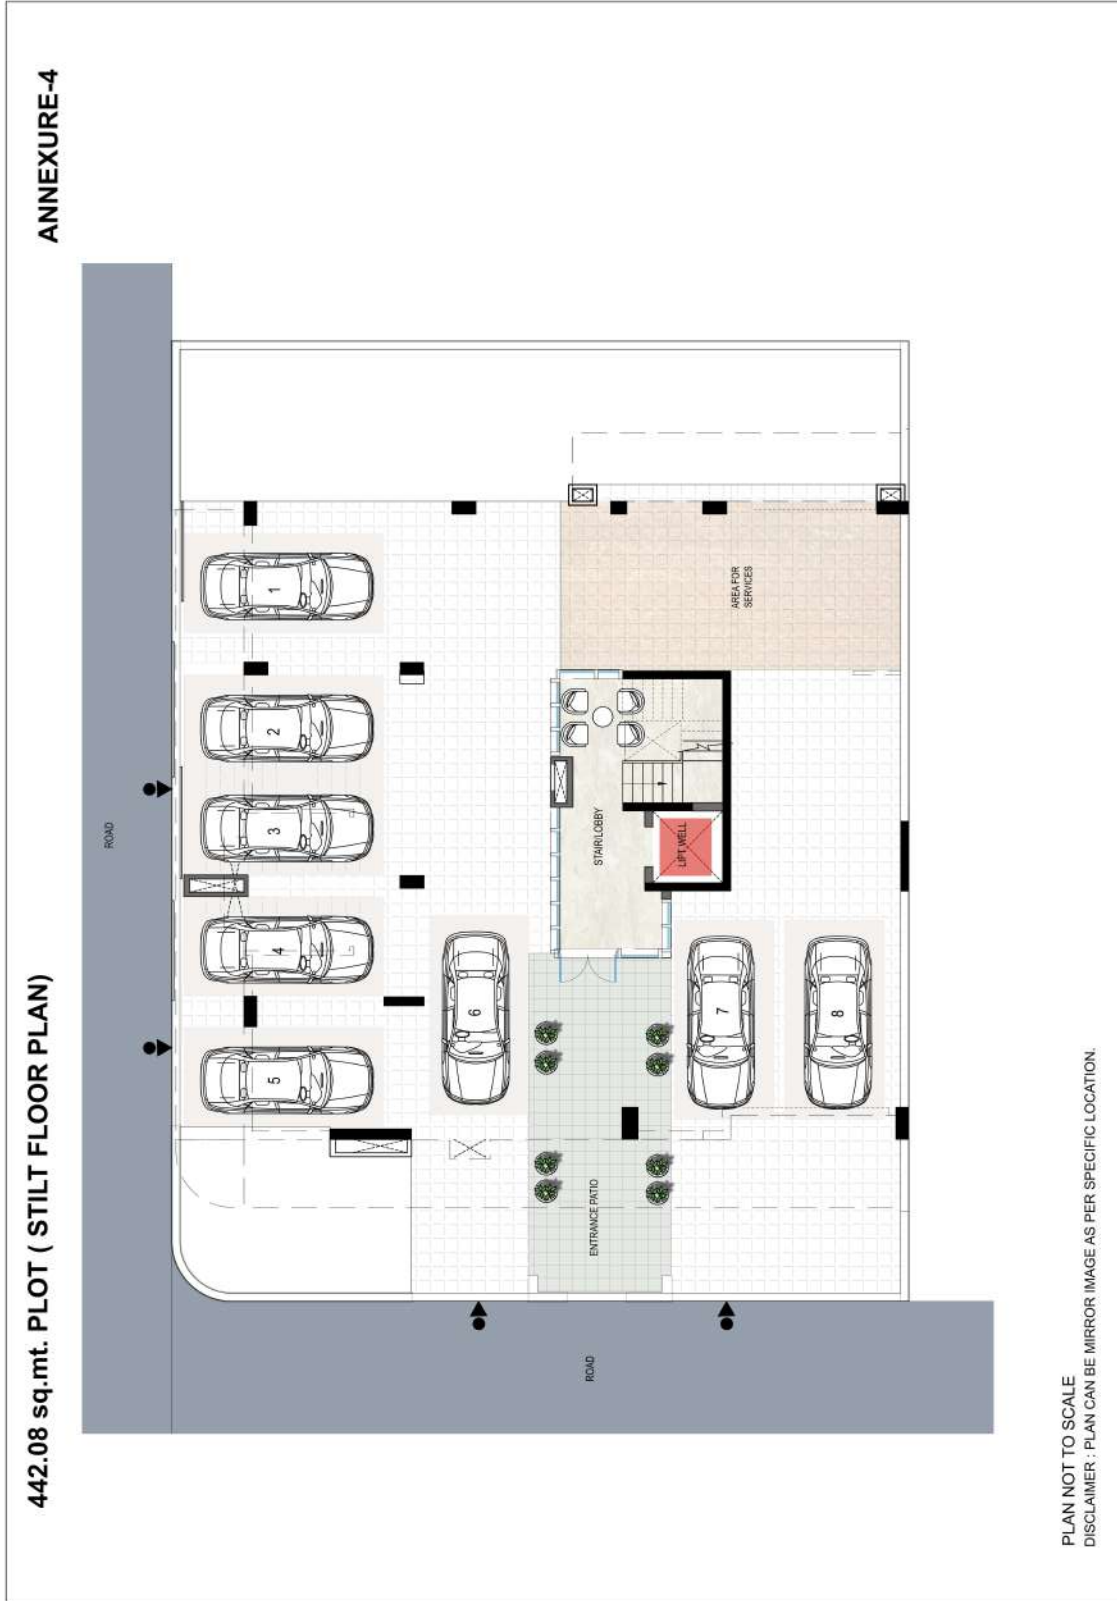 442.08 sq.mt. PLOT ( STILT FLOOR PLAN)
ANNEXURE-4
ROAD
5
4
3
2
1
6
ENTRANCE PATIO
STAIR/LOBBY
LIFT WELL
AREA FOR
SERVICES
7
8
ROAD
PLAN NOT TO SCALE
DISCLAIMER : PLAN CAN BE MIRROR IMAGE AS PER SPECIFIC LOCATION.